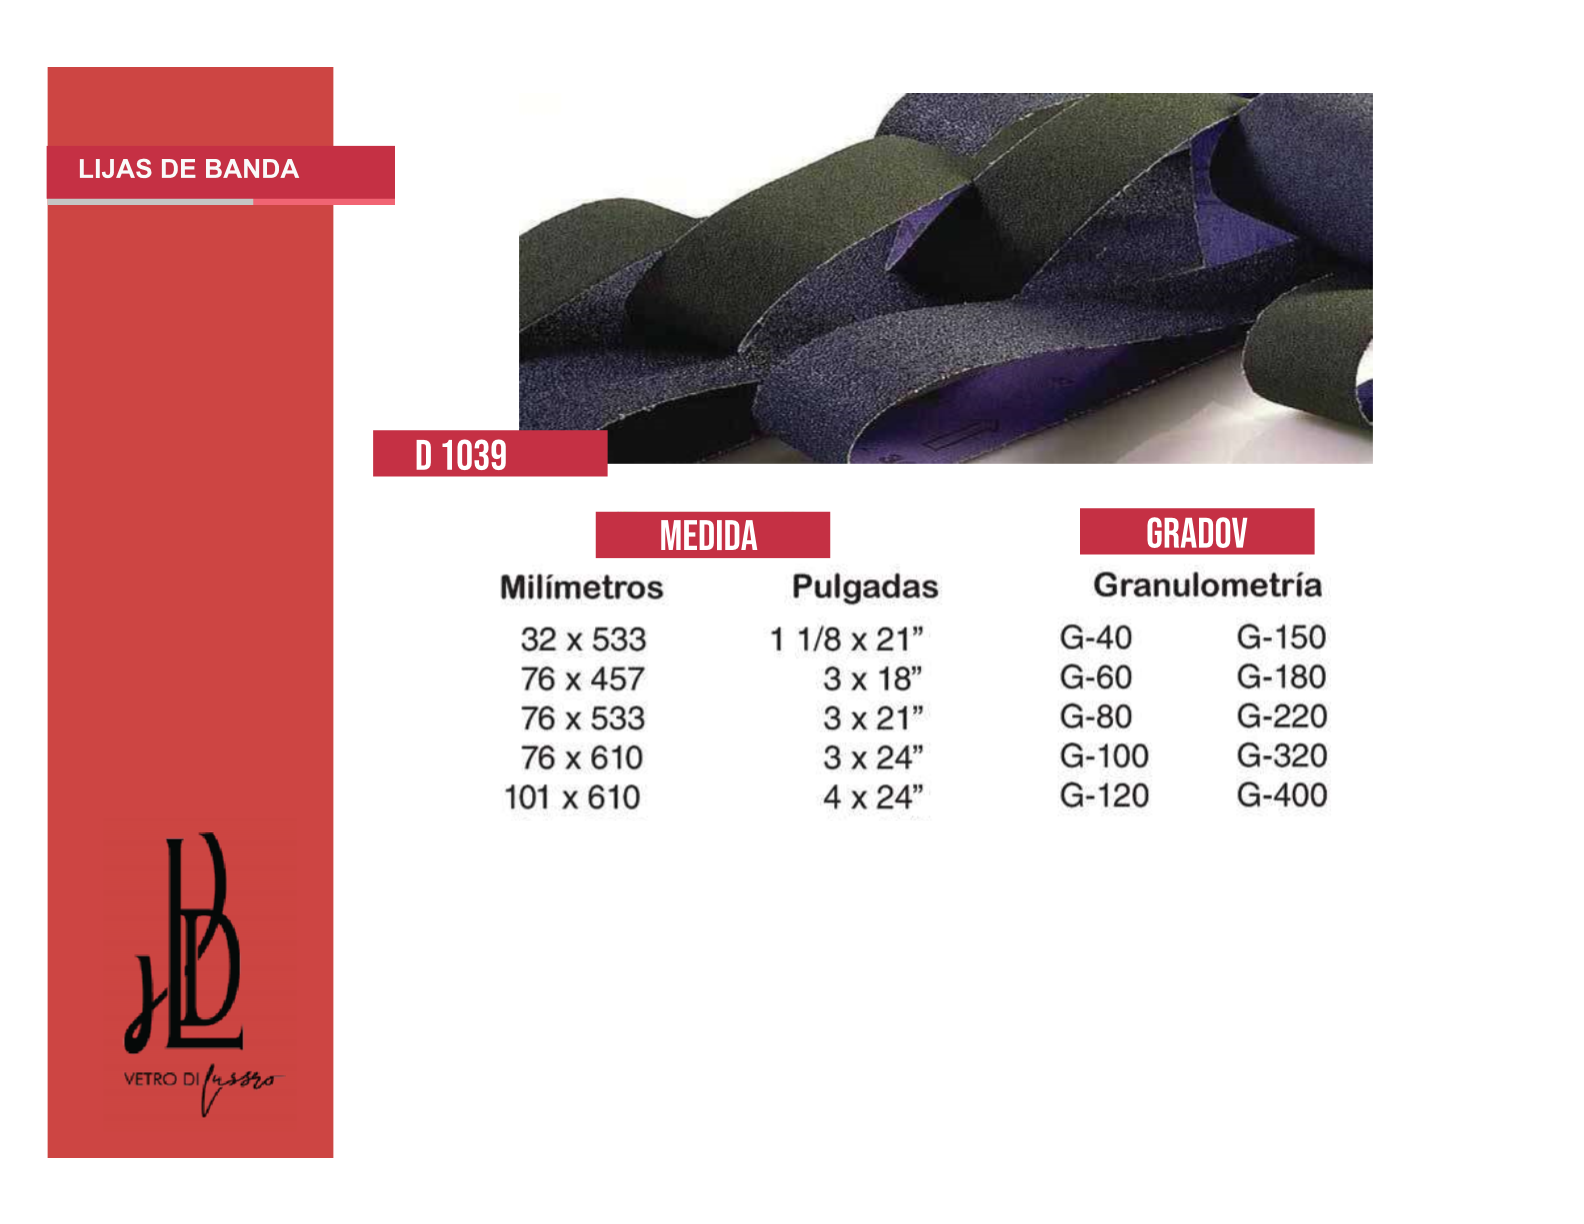 LIJAS DE BANDA
D 1039
MEDIDA
GRADOV
Milímetros Pulgadas Granulometría
32 x 533 1 1/8 x 21” G-40 G-150
76 x 457 3 x 18” G-60 G-180
76 x 533 3 x 21” G-80 G-220
76 x 610 3 x 24” G-100 G-320
101 x 610 4 x 24” G-120 G-400
VETRO DI Lussro